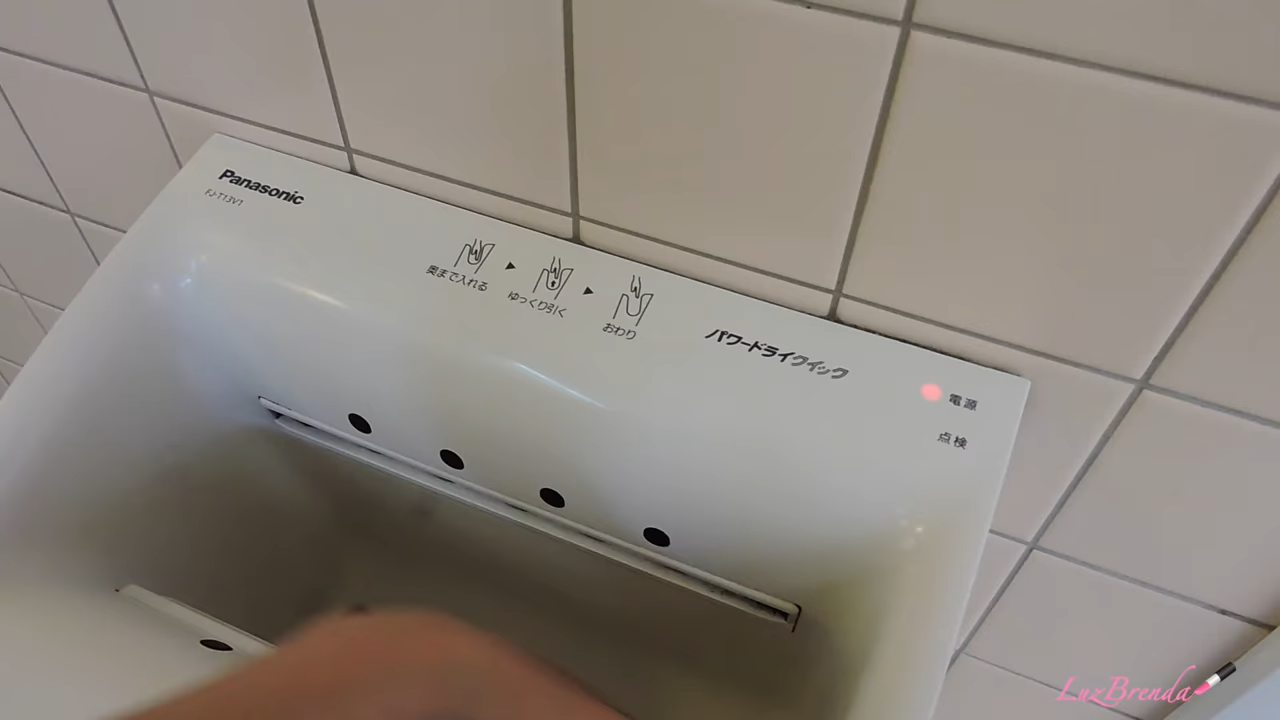 Panasonic
FJ-T13V1
奥まで入れる
ゆっくり引く
おわり
パワードライクイック
電源
点検
LuzBrenda